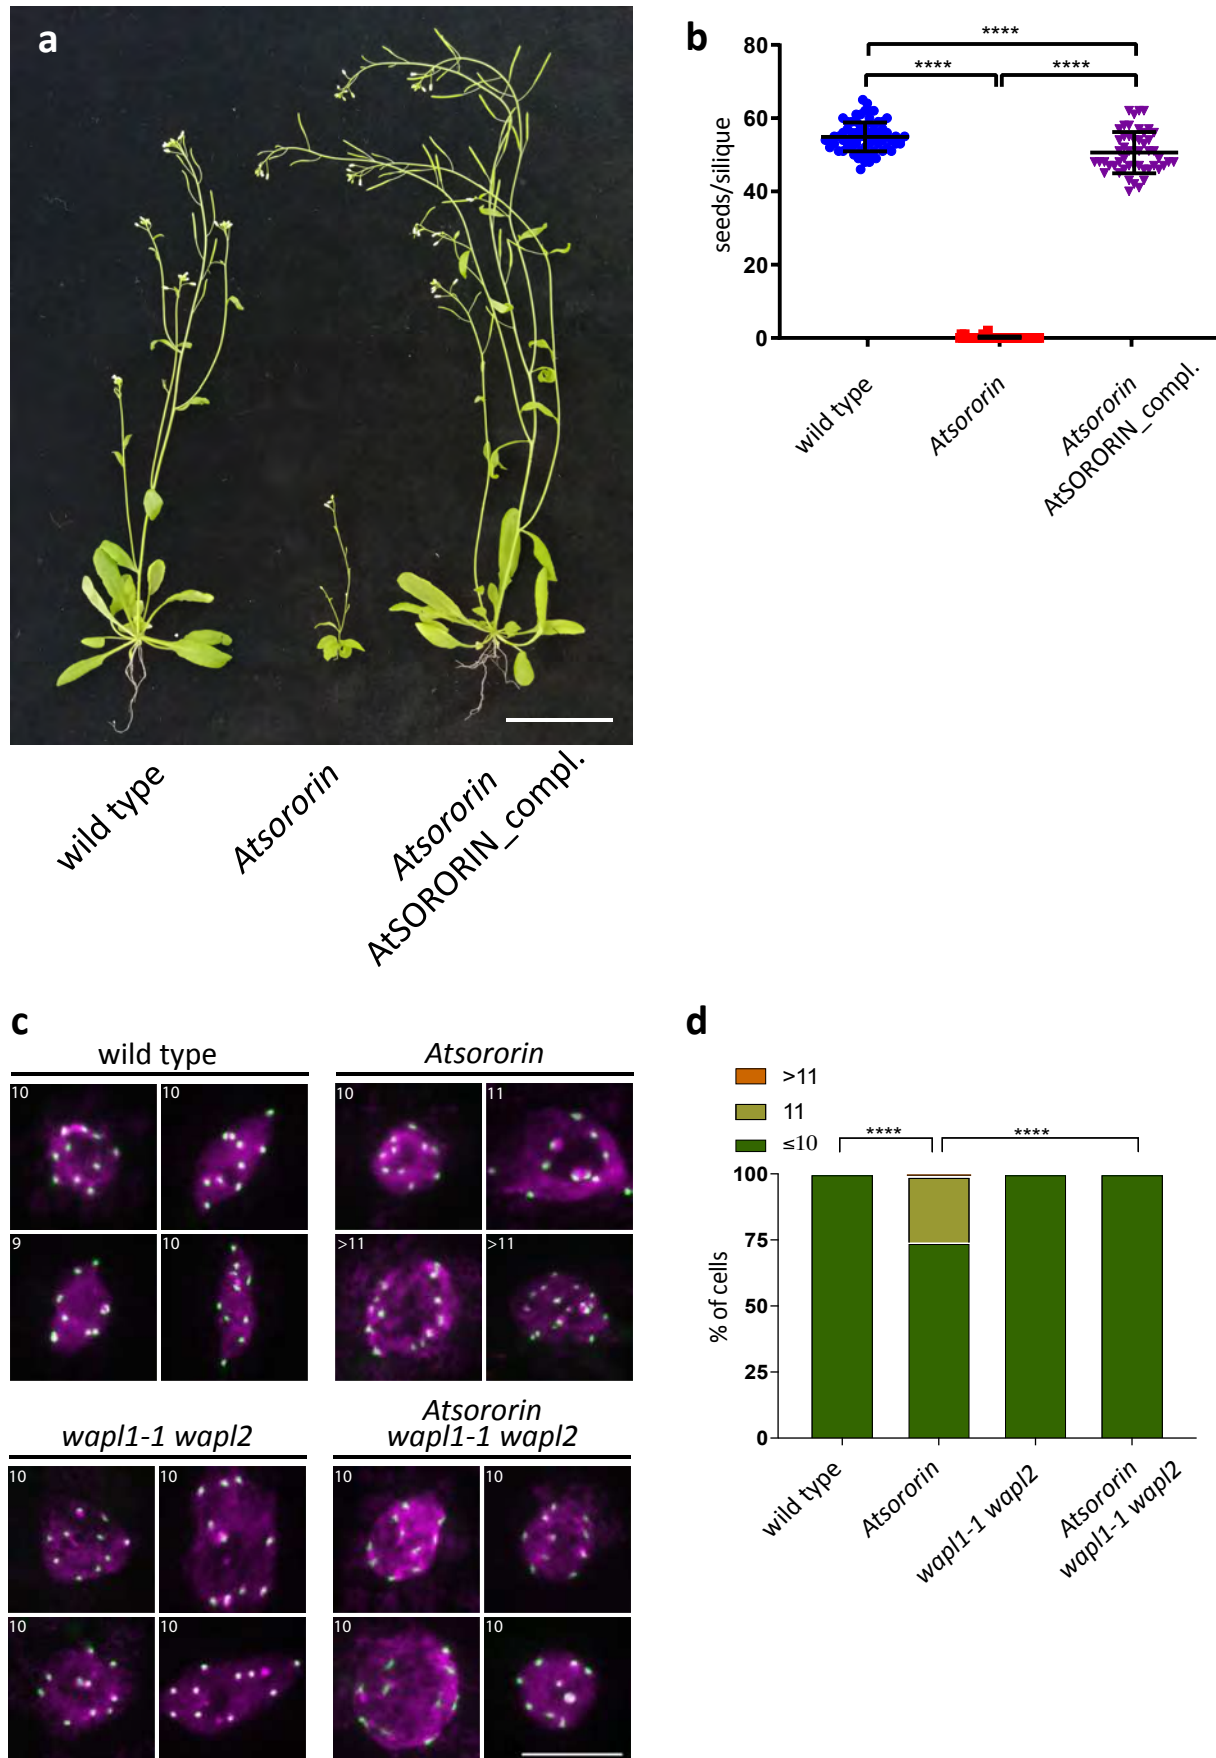 a
wild type
Atsororin
Atsororin
AtSORORIN_compl.
b
80
60
40
20
0
seeds/silique
****
****
****
wild type
Atsororin
Atsororin
AtSORORIN_compl.
c
wild type
10
10
9
10
Atsororin
10
11
>11
>11
wapl1-1 wapl2
10
10
10
10
Atsororin
wapl1-1 wapl2
10
10
10
10
d
>11
11
≤10
****
****
100
75
50
25
0
% of cells
wild type
Atsororin
wapl1-1 wapl2
Atsororin
wapl1-1 wapl2